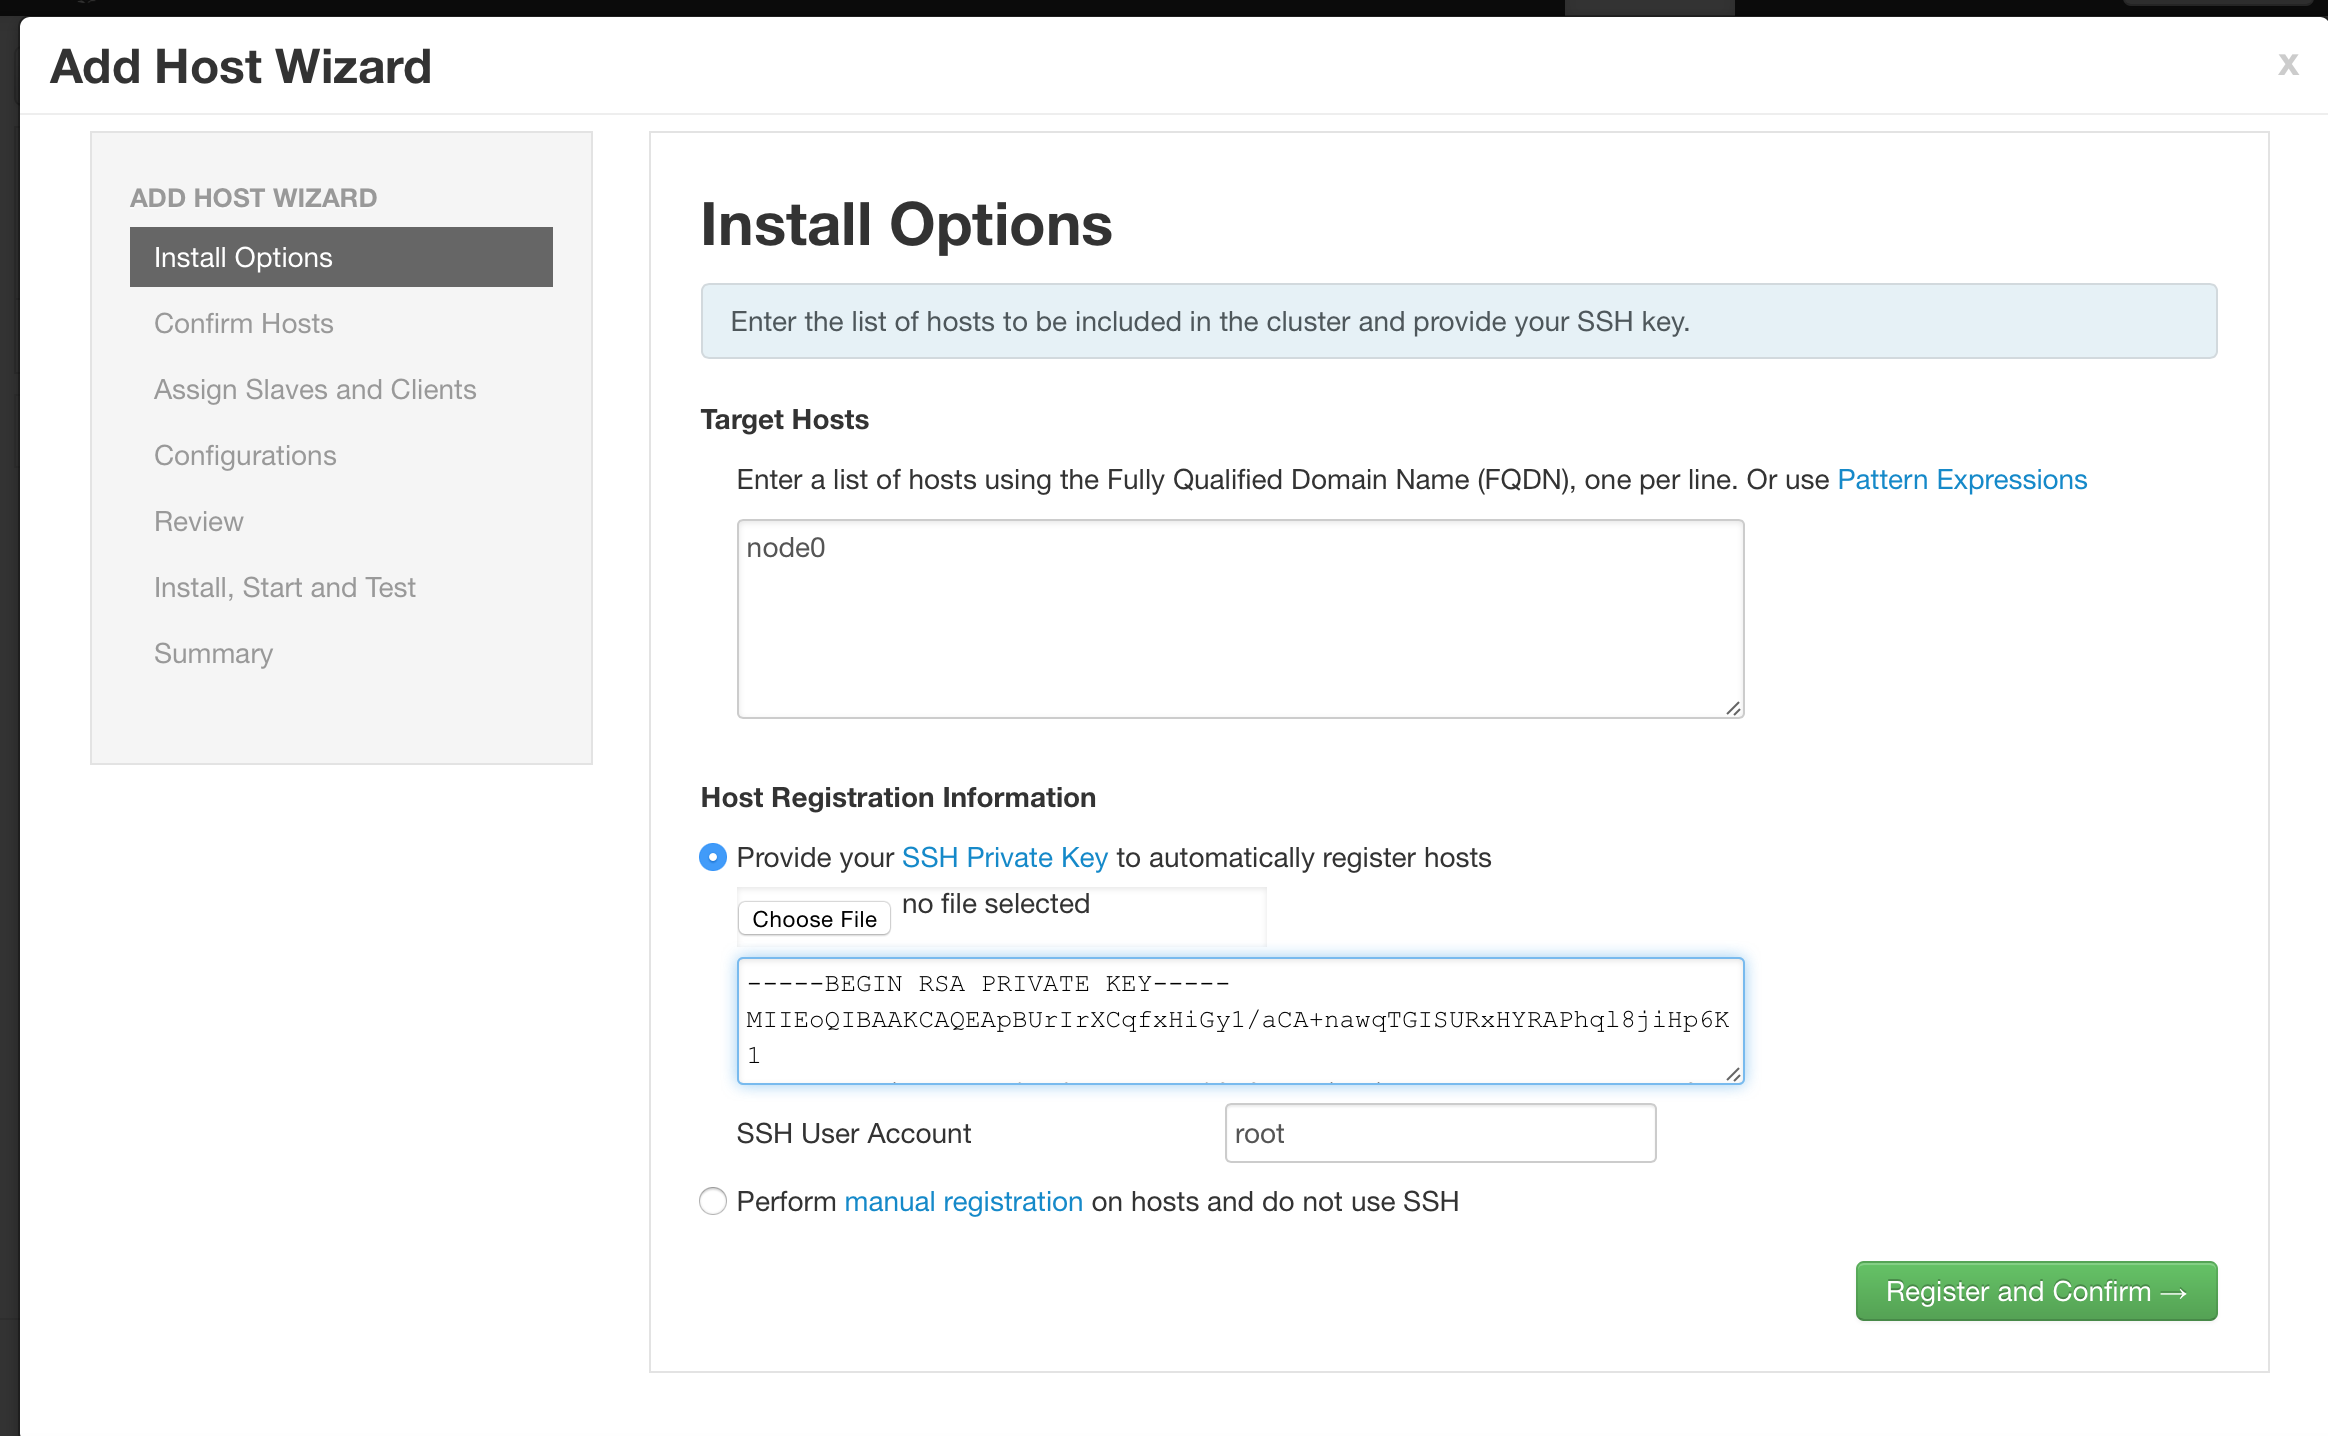 Add Host Wizard
x
ADD HOST WIZARD
Install Options
Confirm Hosts
Assign Slaves and Clients
Configurations
Review
Install, Start and Test
Summary
Install Options
Enter the list of hosts to be included in the cluster and provide your SSH key.
Target Hosts
Enter a list of hosts using the Fully Qualified Domain Name (FQDN), one per line. Or use Pattern Expressions
node0
Host Registration Information
Provide your SSH Private Key to automatically register hosts
Choose File no file selected
-----BEGIN RSA PRIVATE KEY-----
MIIEoQIBAAKCAQEApBUrIrXCqfxHiGy1/aCA+nawqTGISURxHYRAPhql8jiHp6K
1
SSH User Account root
Perform manual registration on hosts and do not use SSH
Register and Confirm →